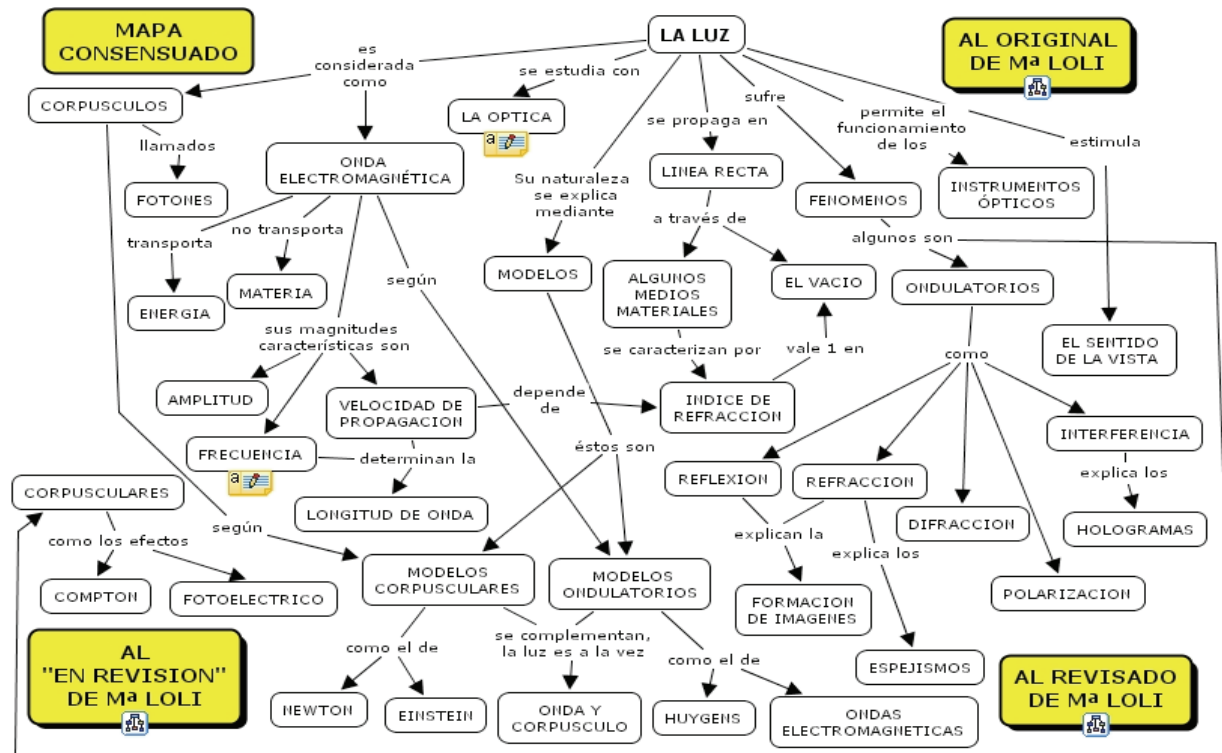 MAPA
CONSENSUADO
LA LUZ
AL ORIGINAL
DE Mª LOLI
es
considerada
como
se estudia con
sufre
permite el
funcionamiento
de los
estimula
CORPUSCULOS
LA OPTICA
a
se propaga en
llamados
ONDA
ELECTROMAGNÉTICA
Su naturaleza
se explica
mediante
LINEA RECTA
FOTONES
FENOMENOS
INSTRUMENTOS
ÓPTICOS
transporta
no transporta
a través de
algunos son
según
MODELOS
ALGUNOS
MEDIOS
MATERIALES
EL VACIO
ONDULATORIOS
ENERGIA
MATERIA
sus magnitudes
características son
se caracterizan por
vale 1 en
como
EL SENTIDO
DE LA VISTA
AMPLITUD
VELOCIDAD DE
PROPAGACION
depende
de
INDICE DE
REFRACCION
FRECUENCIA
a
determinan la
éstos son
INTERFERENCIA
CORPUSCULARES
REFLEXION
REFRACCION
explica los
LONGITUD DE ONDA
DIFRACCION
HOLOGRAMAS
como los efectos
según
explican la
explica los
COMPTON
FOTOELECTRICO
MODELOS
CORPUSCULARES
MODELOS
ONDULATORIOS
POLARIZACION
FORMACION
DE IMAGENES
AL
"EN REVISION"
DE Mª LOLI
como el de
se complementan,
la luz es a la vez
como el de
ESPEJISMOS
AL REVISADO
DE Mª LOLI
NEWTON
EINSTEIN
ONDA Y
CORPUSCULO
HUYGENS
ONDAS
ELECTROMAGNETICAS